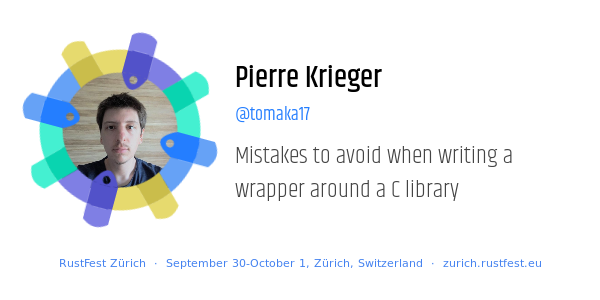 Pierre Krieger
@tomaka17
Mistakes to avoid when writing a
wrapper around a C library
RustFest Zürich · September 30-October 1, Zürich, Switzerland · zurich.rustfest.eu